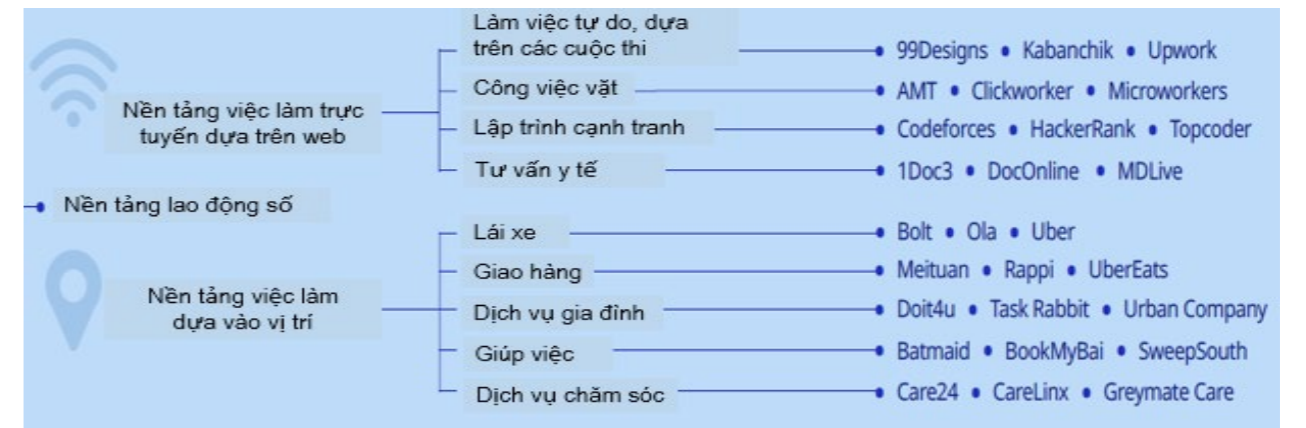 Làm việc tự do, dựa
trên các cuộc thi
99Designs • Kabanchik • Upwork
Công việc vặt
AMT • Clickworker • Microworkers
Nền tảng việc làm trực
tuyến dựa trên web
Lập trình cạnh tranh
Codeforces • HackerRank • Topcoder
Tư vấn y tế
1Doc3 • DocOnline • MDLive
Nền tảng lao động số
Lái xe
Bolt • Ola • Uber
Giao hàng
Meituan • Rappi • UberEats
Nền tảng việc làm
dựa vào vị trí
Dịch vụ gia đình
Doit4u • Task Rabbit • Urban Company
Giúp việc
Batmaid • BookMyBai • SweepSouth
Dịch vụ chăm sóc
Care24 • CareLinx • Greymate Care